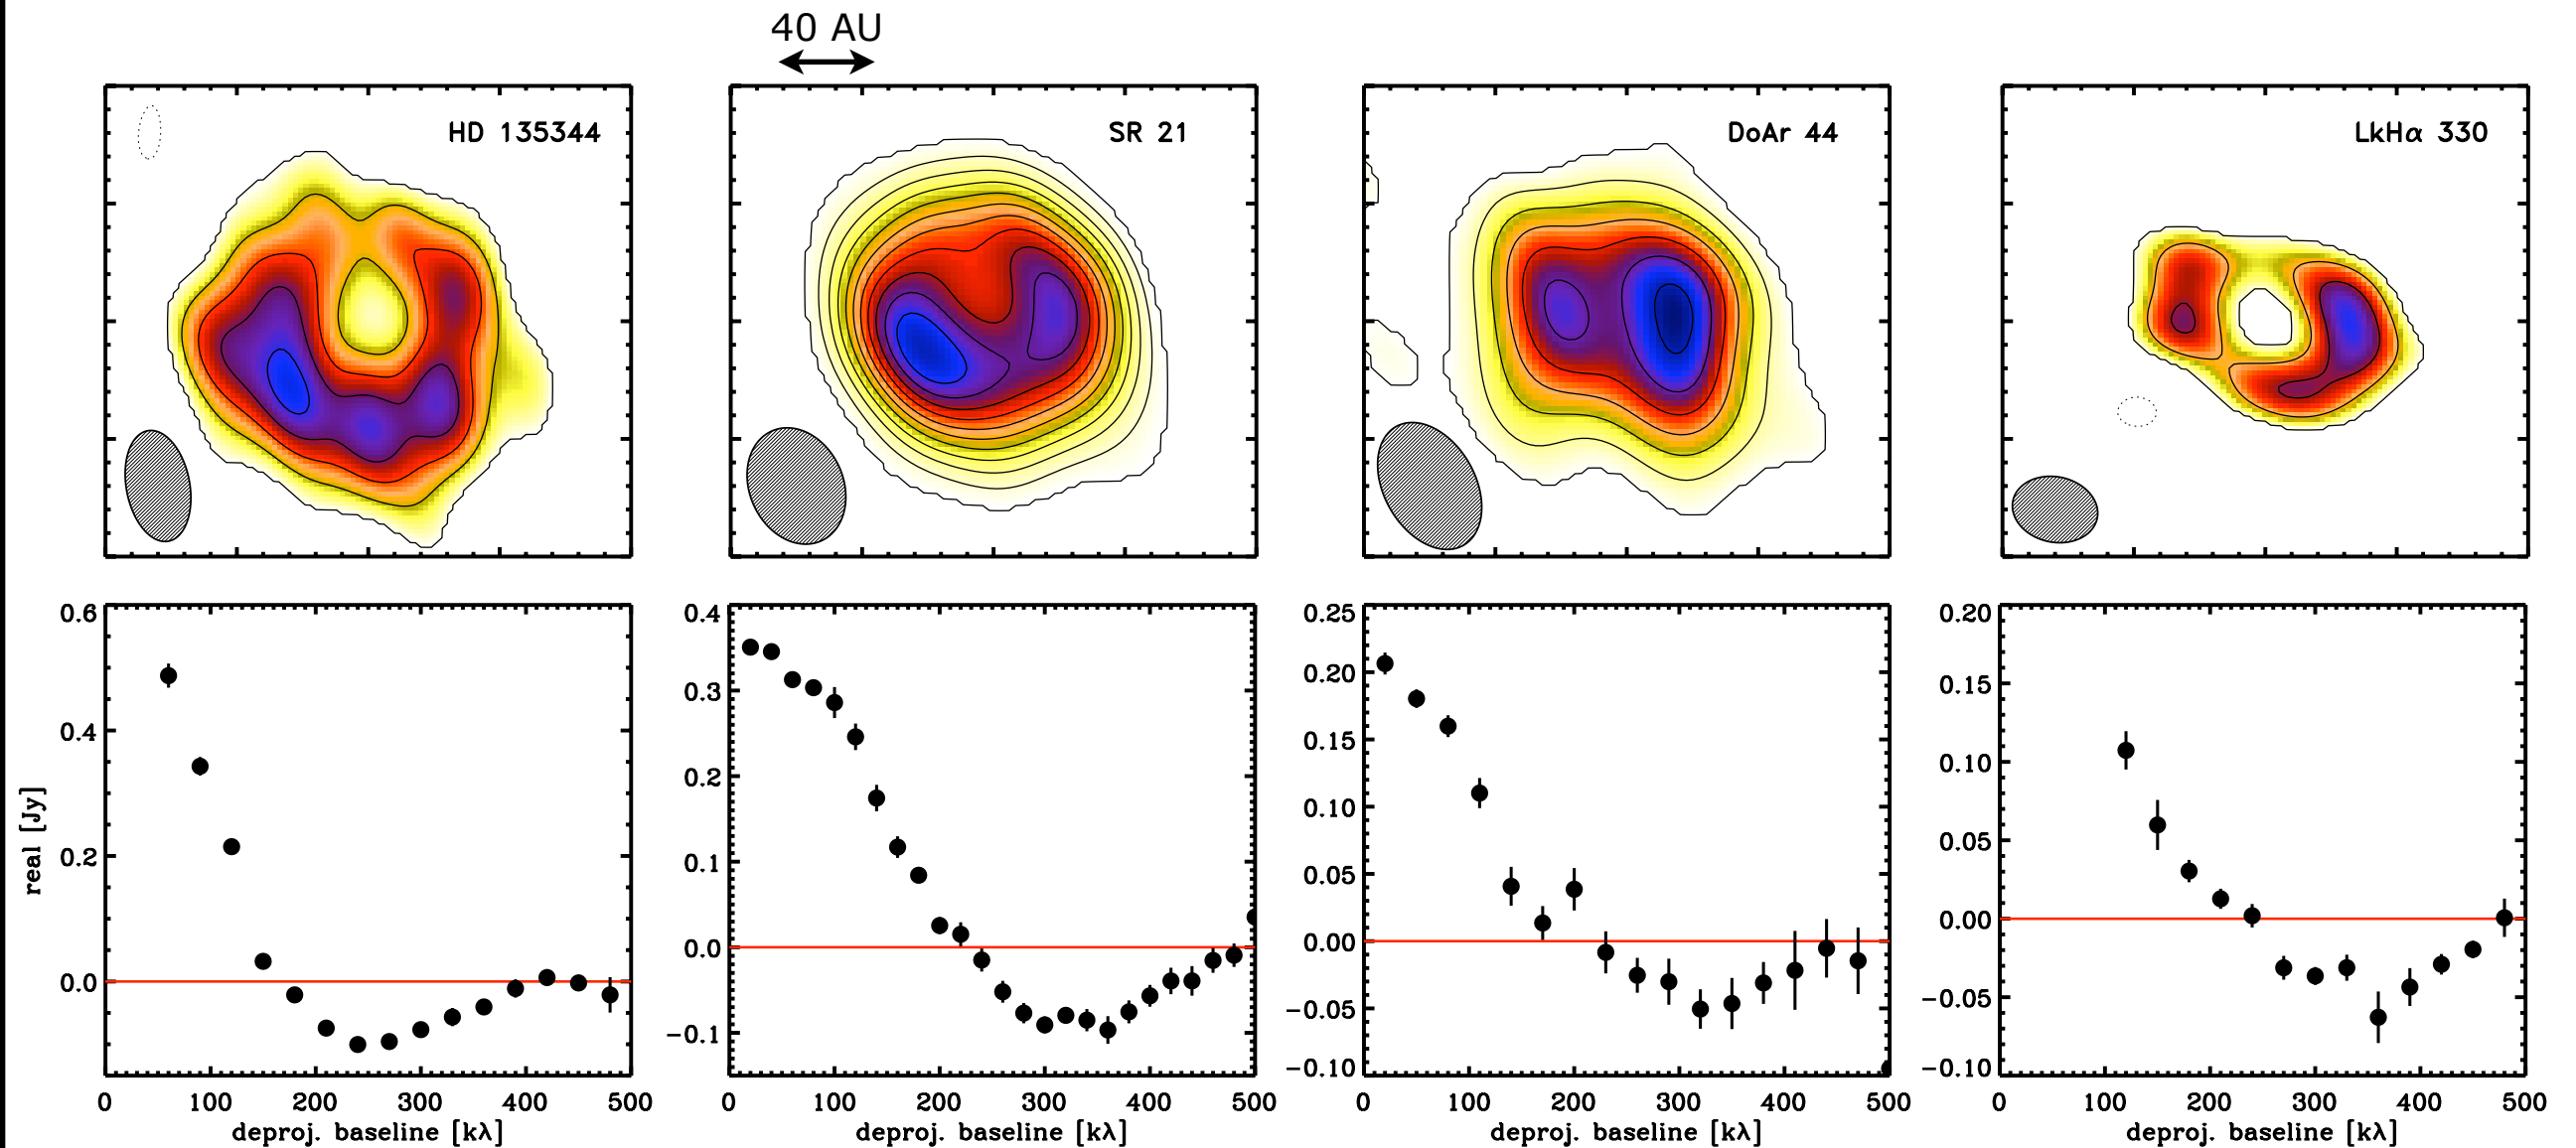 40 AU
HD 135344
SR 21
DoAr 44
LkHα 330
real [Jy]
0.6
0.4
0.2
0.0
0 100 200 300 400 500
deproj. baseline [kλ]
0.4
0.3
0.2
0.1
0.0
−0.1
0 100 200 300 400 500
deproj. baseline [kλ]
0.25
0.20
0.15
0.10
0.05
0.00
−0.05
−0.10
0 100 200 300 400 500
deproj. baseline [kλ]
0.20
0.15
0.10
0.05
0.00
−0.05
−0.10
0 100 200 300 400 500
deproj. baseline [kλ]